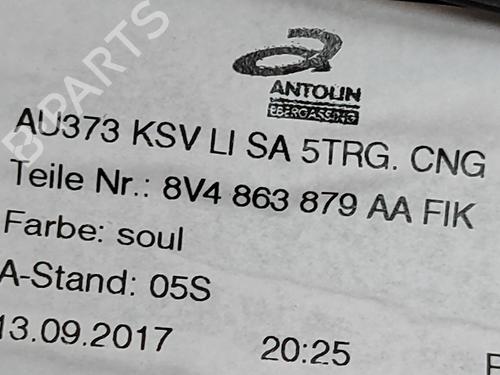 ANTOLIN
EBERGASSING
AU373 KSV LI SA 5TRG. CNG
Teile Nr.: 8V4 863 879 AA FIK
Farbe: soul
A-Stand: 05S
13.09.2017 20:25
B PARTS